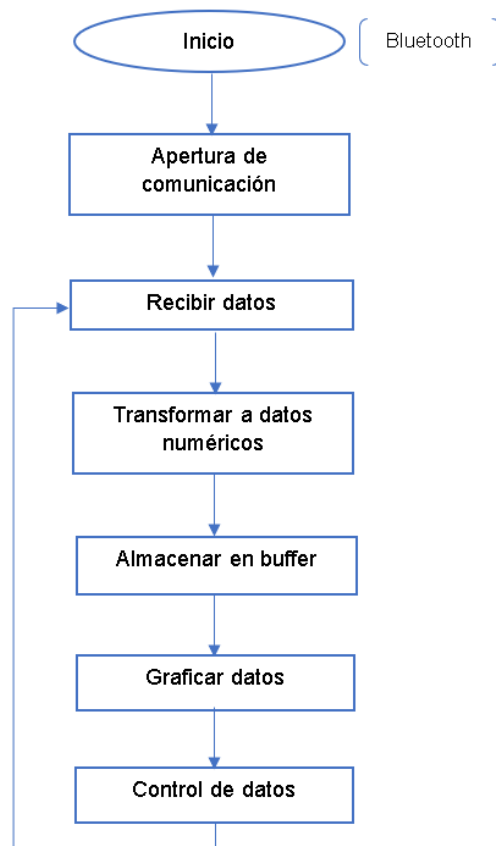 Inicio
Bluetooth
Apertura de
comunicación
Recibir datos
Transformar a datos
numéricos
Almacenar en buffer
Graficar datos
Control de datos